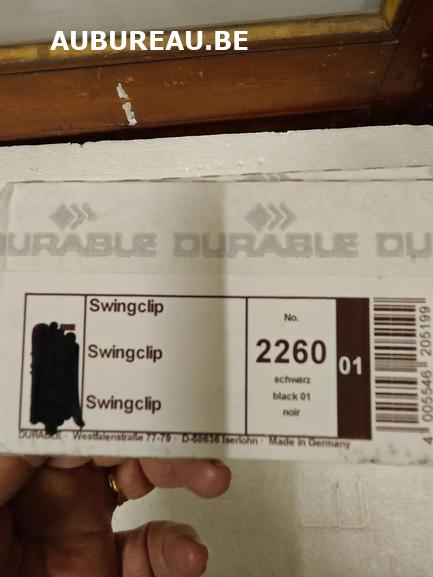 AUBUREAU.BE
DURABLE DURABLE DU
Swingclip
Swingclip
Swingclip
No.
2260
01
schwarz
black 01
noir
DURABLE · Westfalenstraße 77-79 · D-58636 Iserlohn · Made in Germany
4 005546 205199